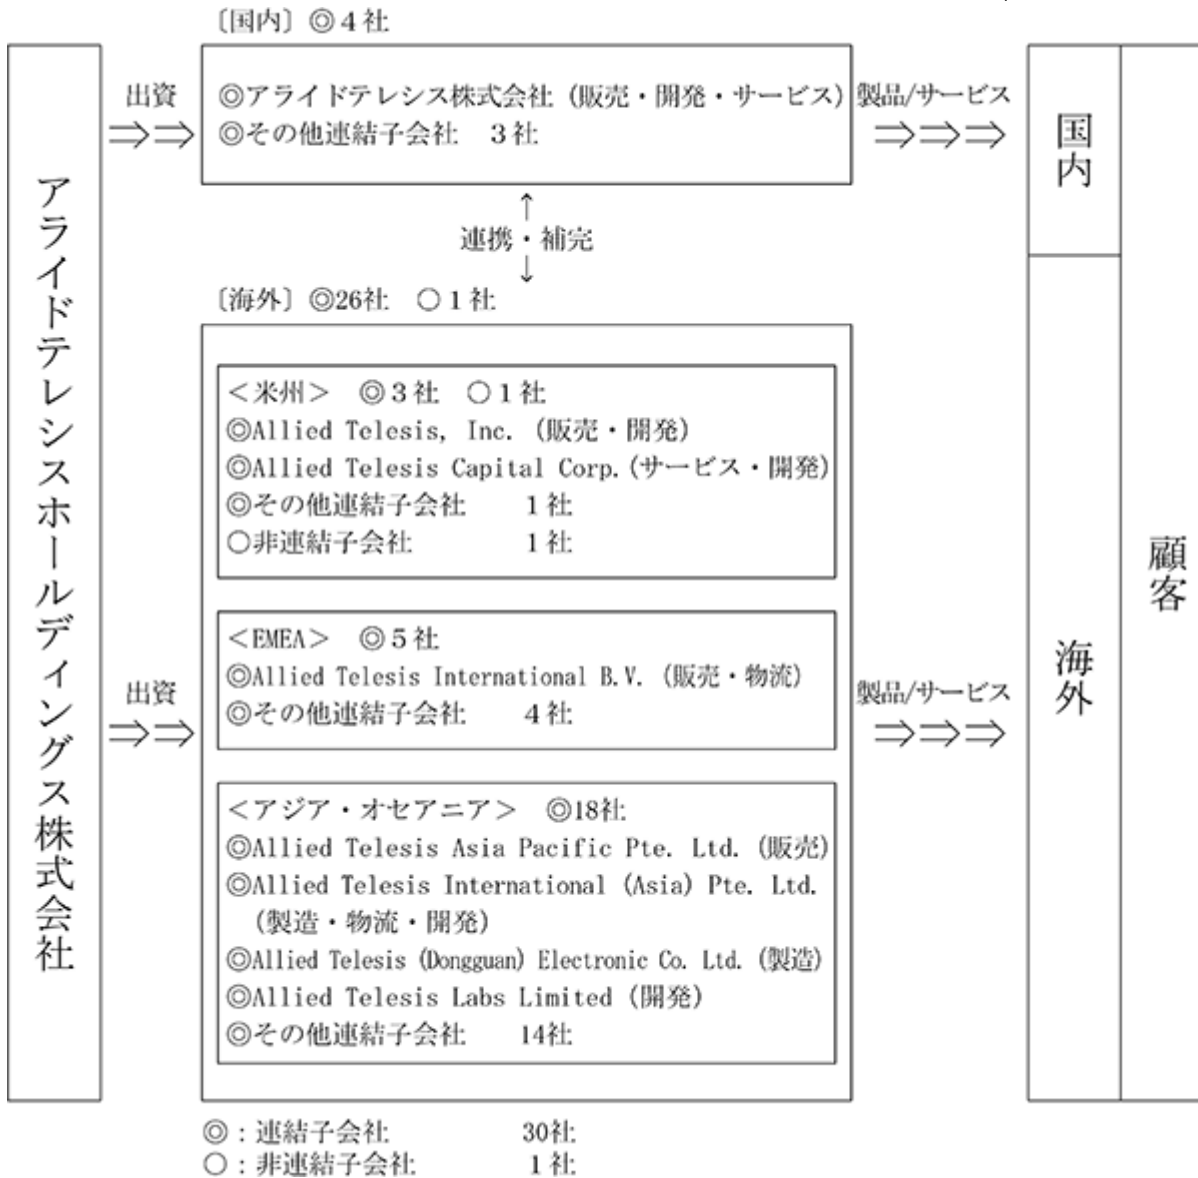 〔国内〕◎４社
アライドテレシスホールディングス株式会社
出資
⇒⇒
◎アライドテレシス株式会社（販売・開発・サービス）
◎その他連結子会社　３社
製品/サービス
⇒⇒⇒
国内
↑
連携・補完
↓
〔海外〕◎26社　○１社
出資
⇒⇒
＜米州＞　◎３社　○１社
◎Allied Telesis, Inc.（販売・開発）
◎Allied Telesis Capital Corp.（サービス・開発）
◎その他連結子会社　１社
○非連結子会社　１社
＜EMEA＞　◎５社
◎Allied Telesis International B.V.（販売・物流）
◎その他連結子会社　４社
＜アジア・オセアニア＞　◎18社
◎Allied Telesis Asia Pacific Pte. Ltd.（販売）
◎Allied Telesis International (Asia) Pte. Ltd.
（製造・物流・開発）
◎Allied Telesis (Dongguan) Electronic Co. Ltd.（製造）
◎Allied Telesis Labs Limited（開発）
◎その他連結子会社　14社
製品/サービス
⇒⇒⇒
海外
顧客
◎：連結子会社　30社
○：非連結子会社　１社